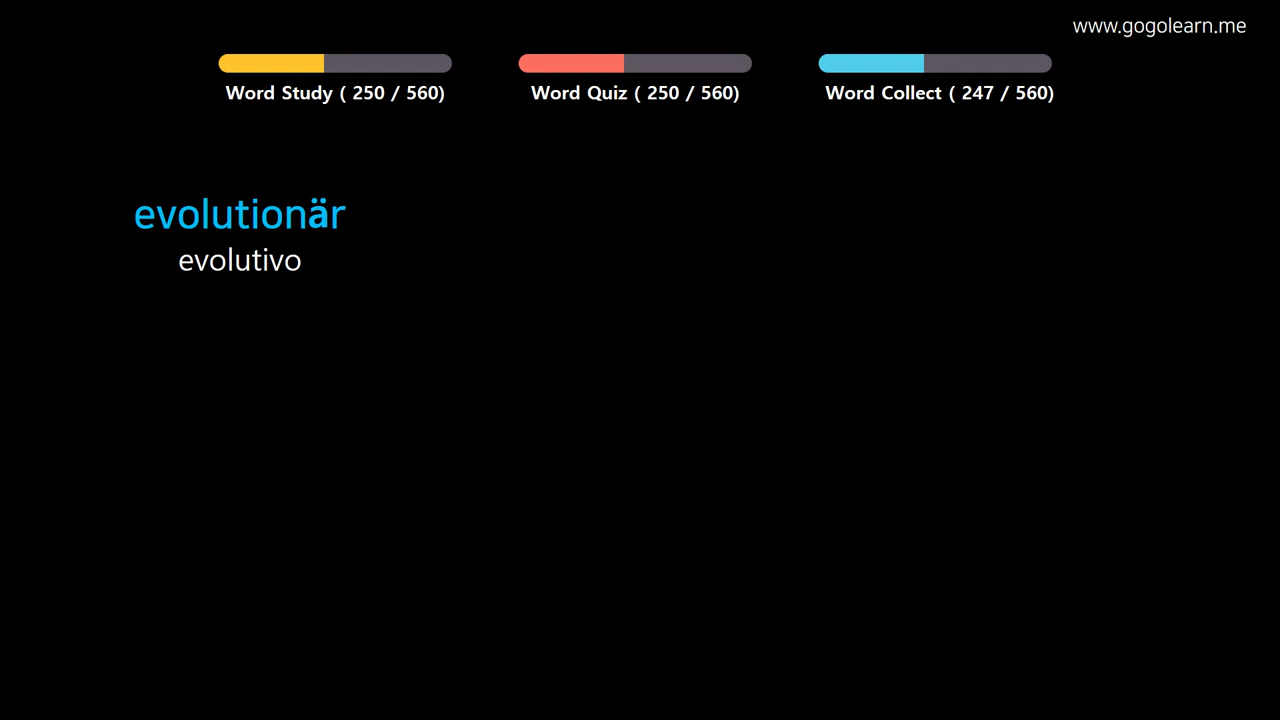 www.gogolearn.me
Word Study ( 250 / 560)
Word Quiz ( 250 / 560)
Word Collect ( 247 / 560)
evolutionär
evolutivo